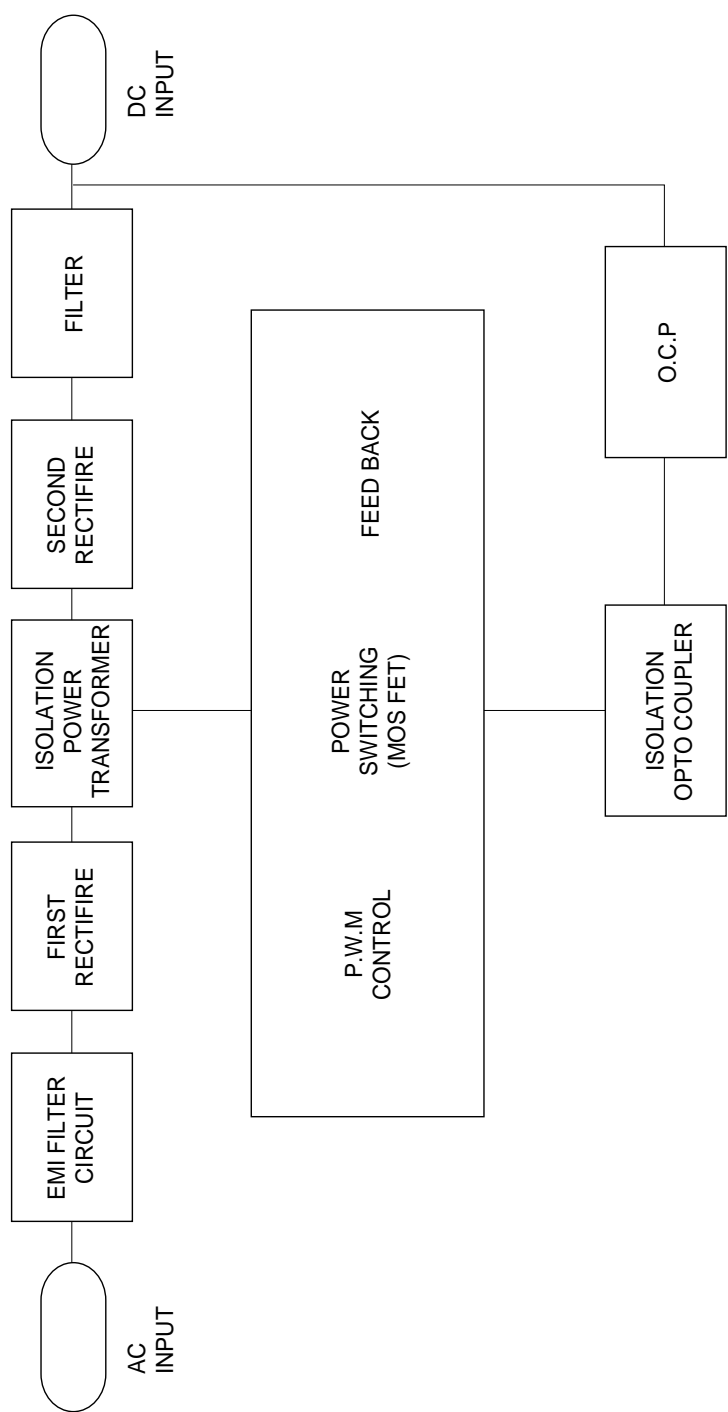 AC
INPUT
EMI FILTER
CIRCUIT
FIRST
RECTIFIRE
ISOLATION
POWER
TRANSFORMER
SECOND
RECTIFIRE
FILTER
DC
INPUT
P.W.M
CONTROL
POWER
SWITCHING
(MOS FET)
FEED BACK
ISOLATION
OPTO COUPLER
O.C.P